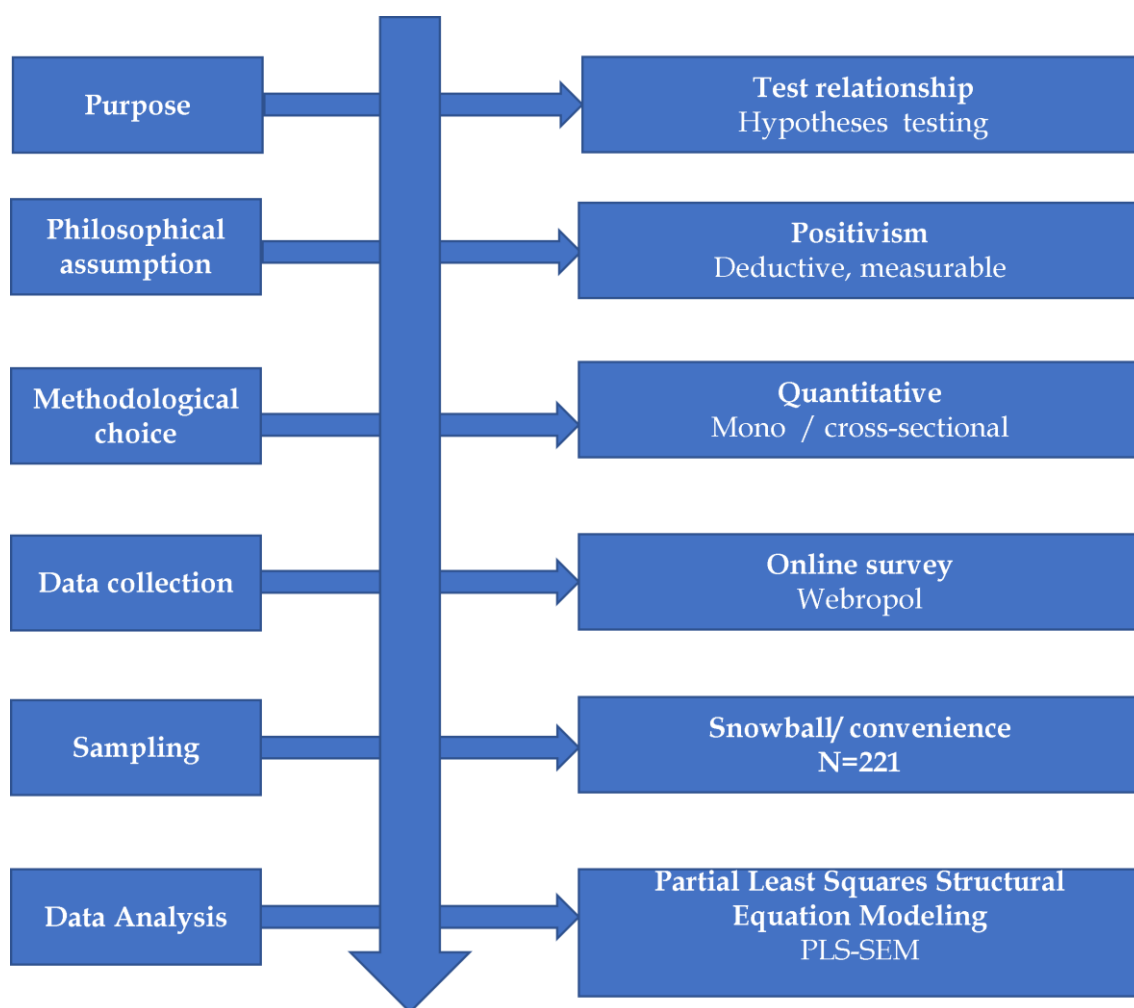 Purpose
Test relationship
Hypotheses testing
Philosophical
assumption
Positivism
Deductive, measurable
Methodological
choice
Quantitative
Mono / cross-sectional
Data collection
Online survey
Webropol
Sampling
Snowball/ convenience
N=221
Data Analysis
Partial Least Squares Structural
Equation Modeling
PLS-SEM